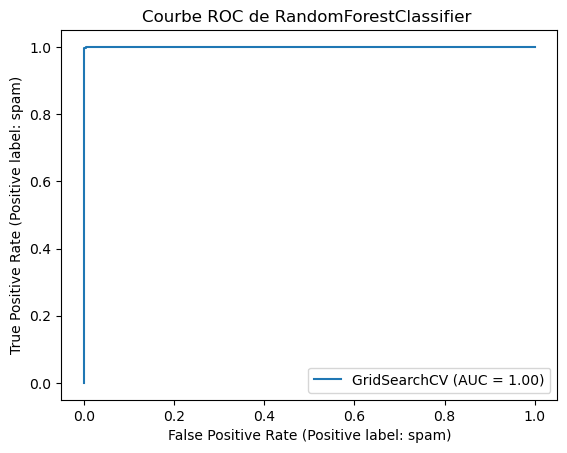 Courbe ROC de RandomForestClassifier
True Positive Rate (Positive label: spam)
1.0
0.8
0.6
0.4
0.2
0.0
GridSearchCV (AUC = 1.00)
0.0 0.2 0.4 0.6 0.8 1.0
False Positive Rate (Positive label: spam)